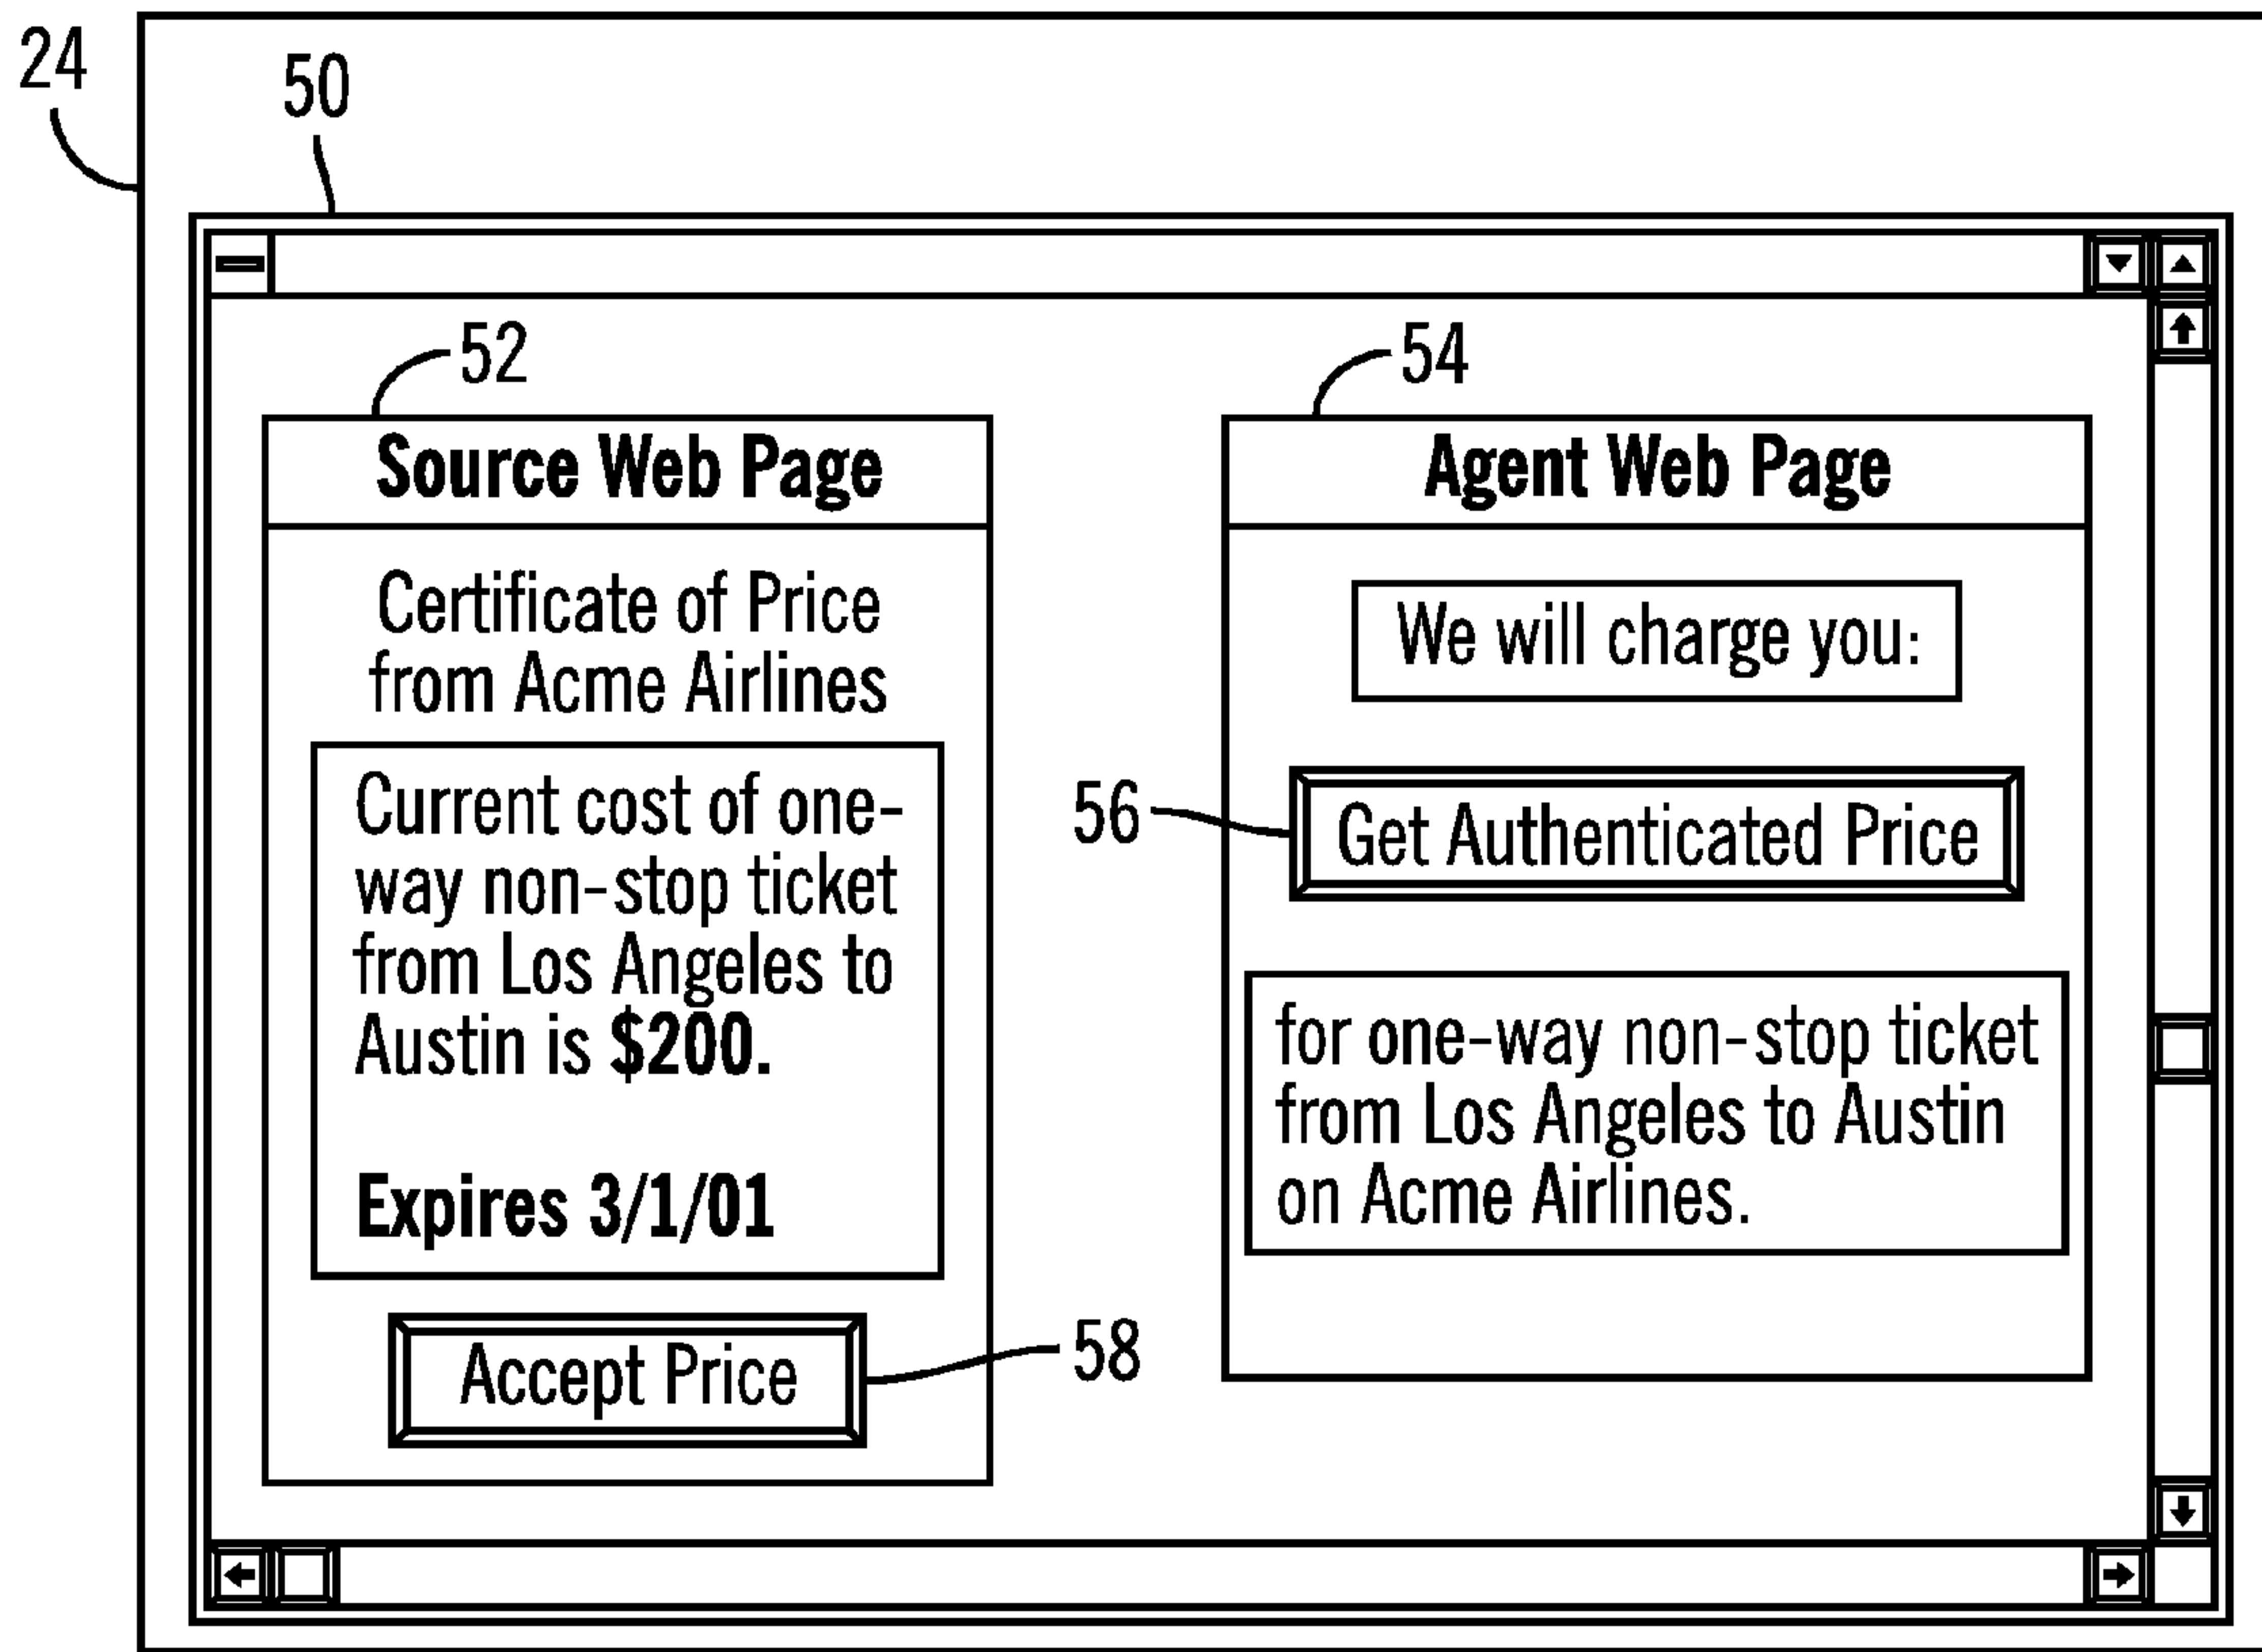 24
50
52
Source Web Page
Certificate of Price
from Acme Airlines
Current cost of one-
way non-stop ticket
from Los Angeles to
Austin is $200.
Expires 3/1/01
Accept Price
58
54
Agent Web Page
We will charge you:
56
Get Authenticated Price
for one-way non-stop ticket
from Los Angeles to Austin
on Acme Airlines.